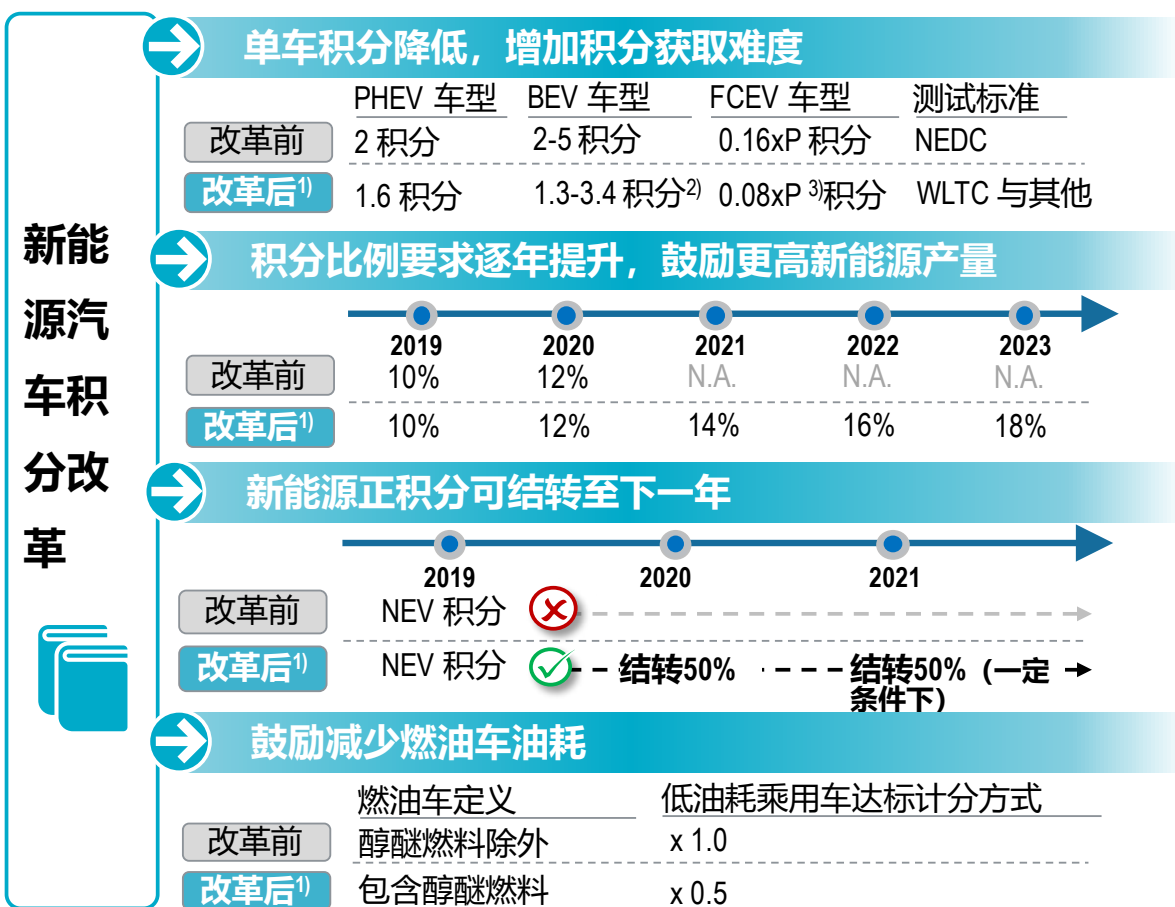 新能
源汽
车积
分改
革
单车积分降低，增加积分获取难度
PHEV 车型 BEV 车型 FCEV 车型 测试标准
改革前 2 积分 2-5 积分 0.16xP 积分 NEDC
改革后1) 1.6 积分 1.3-3.4 积分2) 0.08xP 3)积分 WLTC 与其他
积分比例要求逐年提升，鼓励更高新能源产量
2019 2020 2021 2022 2023
改革前 10% 12% N.A. N.A. N.A.
改革后1) 10% 12% 14% 16% 18%
新能源正积分可结转至下一年
2019 2020 2021
改革前 NEV 积分
改革后1) NEV 积分 结转50% 结转50%（一定
条件下）
鼓励减少燃油车油耗
燃油车定义 低油耗乘用车达标计分方式
改革前 醇醚燃料除外 x 1.0
改革后1) 包含醇醚燃料 x 0.5